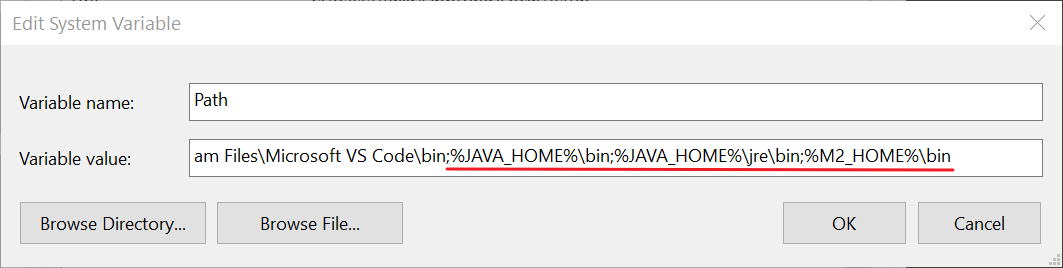 Edit System Variable
Variable name:
Path
Variable value:
am Files\Microsoft VS Code\bin;%JAVA_HOME%\bin;%JAVA_HOME%\jre\bin;%M2_HOME%\bin
Browse Directory...
Browse File...
OK
Cancel